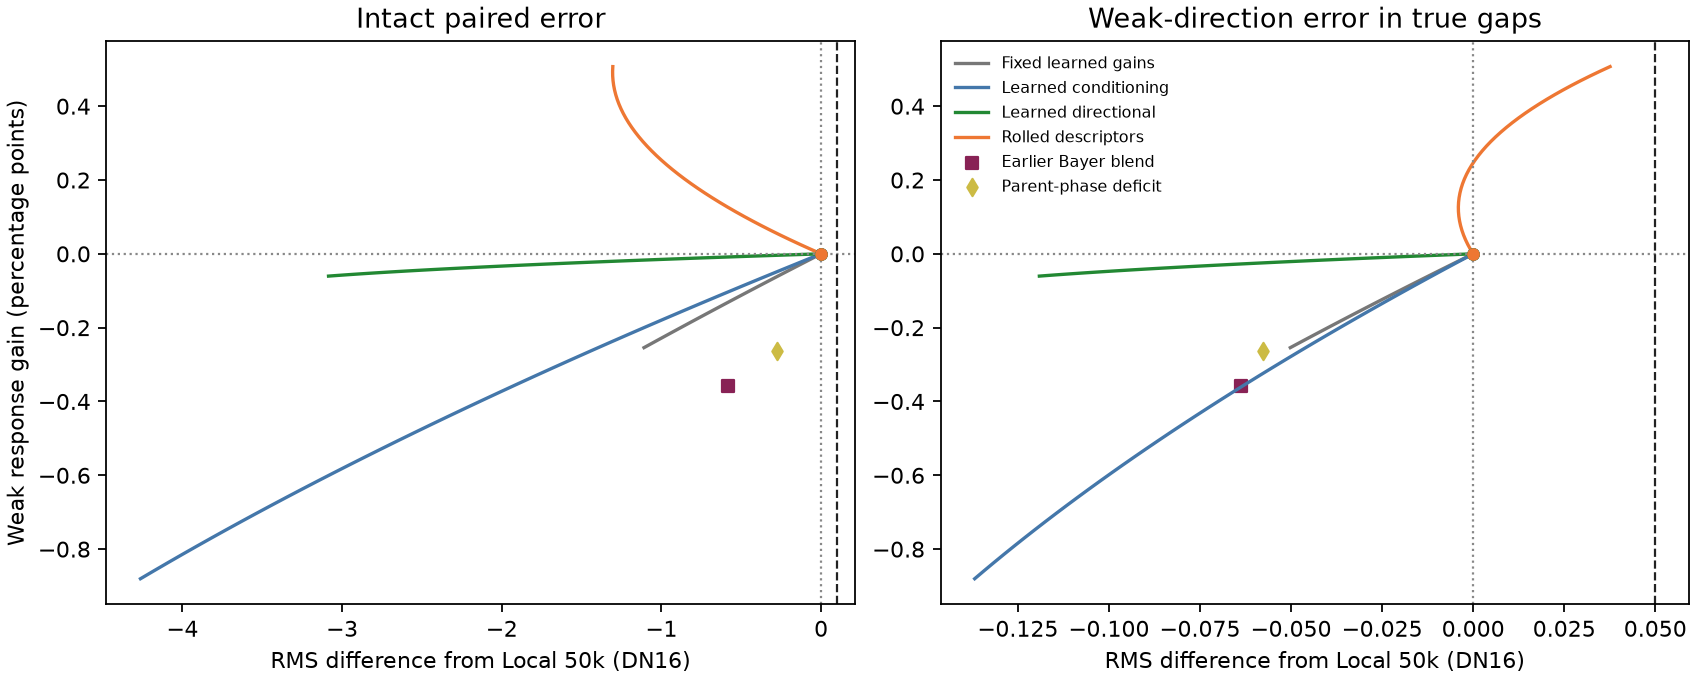 Intact paired error
Weak-direction error in true gaps
Weak response gain (percentage points)
0.4
0.2
0.0
−0.2
−0.4
−0.6
−0.8
−4
−3
−2
−1
0
RMS difference from Local 50k (DN16)
Fixed learned gains
Learned conditioning
Learned directional
Rolled descriptors
Earlier Bayer blend
Parent-phase deficit
0.4
0.2
0.0
−0.2
−0.4
−0.6
−0.8
−0.125
−0.100
−0.075
−0.050
−0.025
0.000
0.025
0.050
RMS difference from Local 50k (DN16)